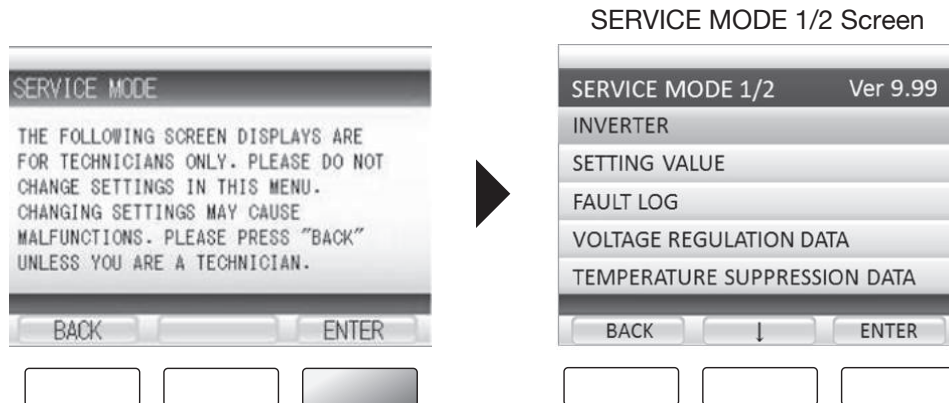 SERVICE MODE 1/2 Screen
SERVICE MODE
THE FOLLOWING SCREEN DISPLAYS ARE
FOR TECHNICIANS ONLY. PLEASE DO NOT
CHANGE SETTINGS IN THIS MENU.
CHANGING SETTINGS MAY CAUSE
MALFUNCTIONS. PLEASE PRESS "BACK"
UNLESS YOU ARE A TECHNICIAN.
BACK ENTER
SERVICE MODE 1/2 Ver 9.99
INVERTER
SETTING VALUE
FAULT LOG
VOLTAGE REGULATION DATA
TEMPERATURE SUPPRESSION DATA
BACK ↓ ENTER